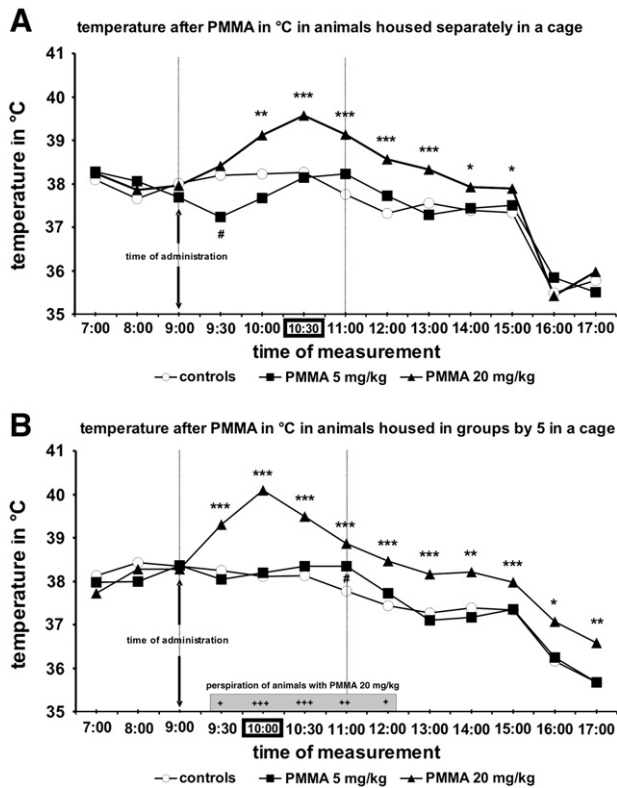 A
temperature after PMMA in °C in animals housed separately in a cage
temperature in °C
41
40
39
38
37
36
35
** *** *** *** *** * *
#
time of administration
7:00 8:00 9:00 9:30 10:00 10:30 11:00 12:00 13:00 14:00 15:00 16:00 17:00
time of measurement
controls PMMA 5 mg/kg PMMA 20 mg/kg
B
temperature after PMMA in °C in animals housed in groups by 5 in a cage
temperature in °C
41
40
39
38
37
36
35
*** *** *** *** *** *** ** *** * **
#
time of administration
perspiration of animals with PMMA 20 mg/kg
+ +++ +++ ++ +
7:00 8:00 9:00 9:30 10:00 10:30 11:00 12:00 13:00 14:00 15:00 16:00 17:00
time of measurement
controls PMMA 5 mg/kg PMMA 20 mg/kg